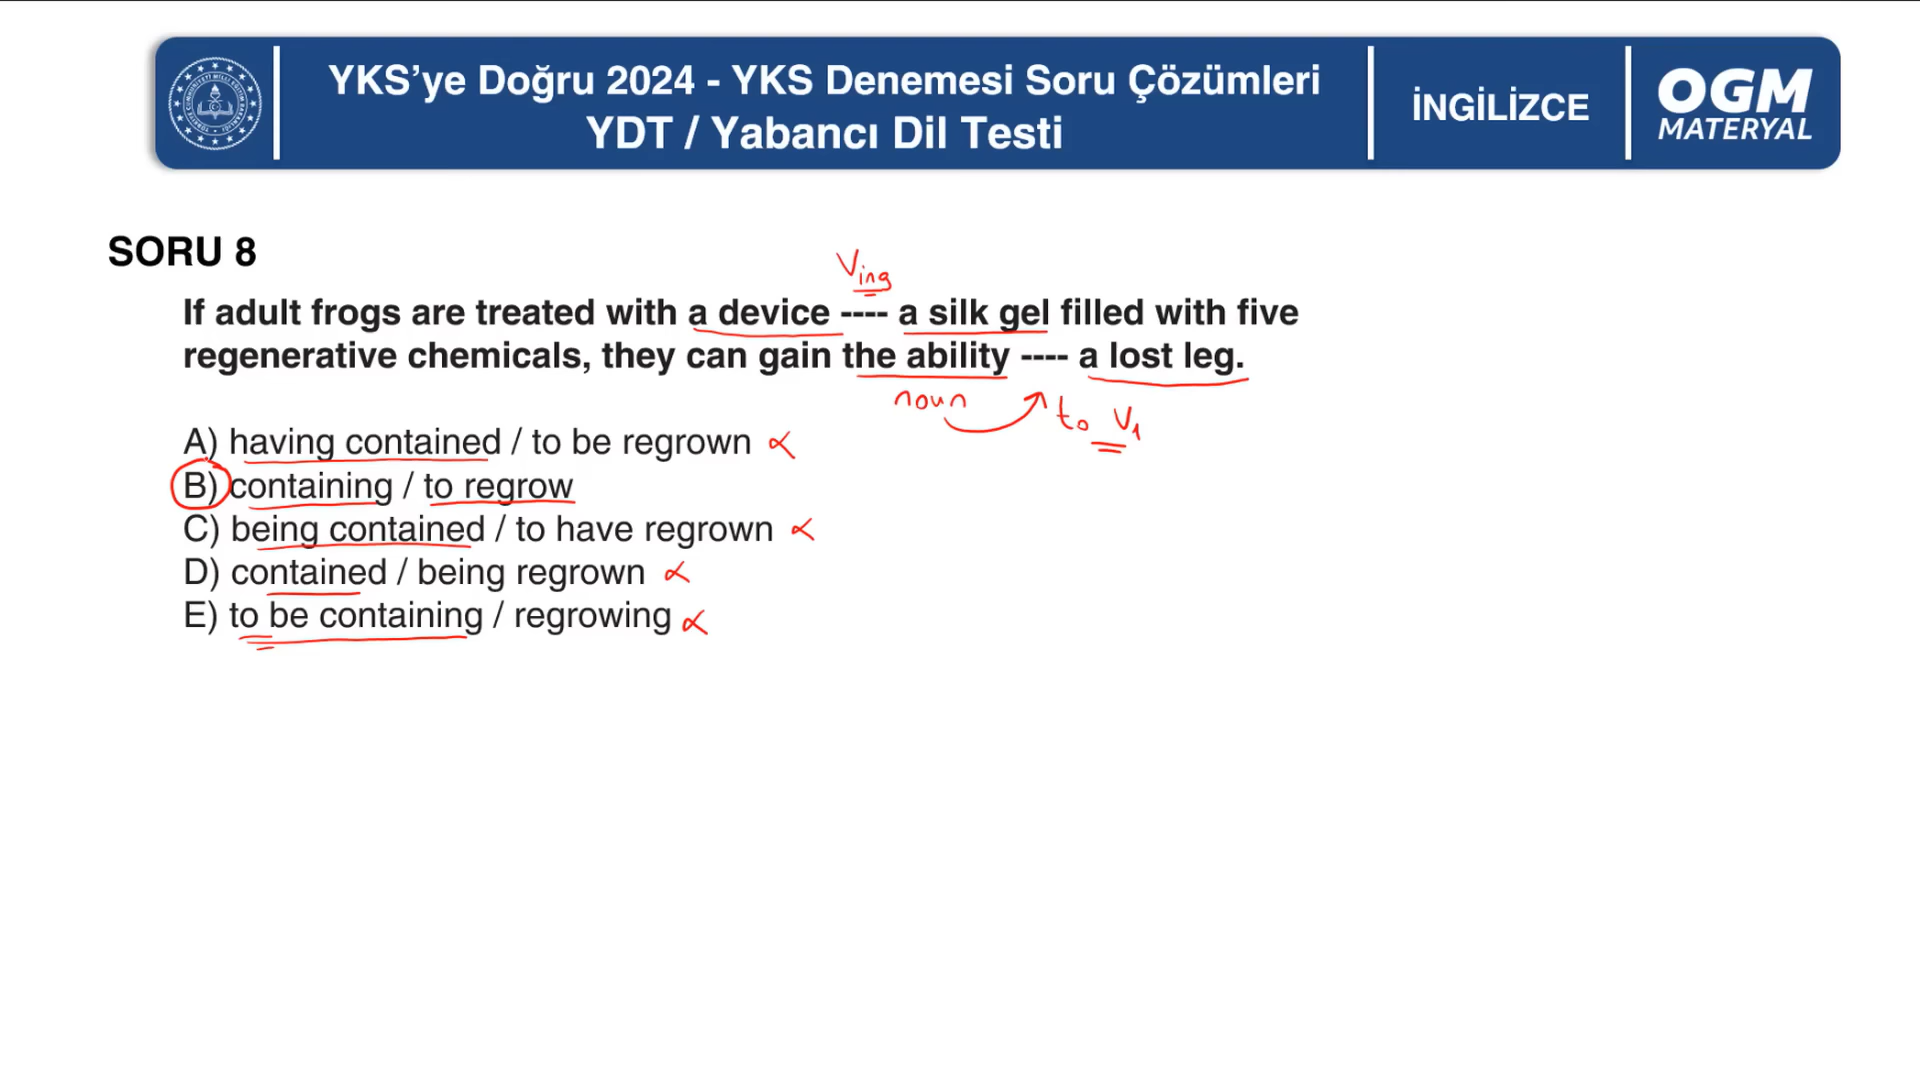 YKS'ye Doğru 2024 - YKS Denemesi Soru Çözümleri
YDT / Yabancı Dil Testi
İNGİLİZCE
OGM
MATERYAL
SORU 8
Ving
If adult frogs are treated with a device ---- a silk gel filled with five
regenerative chemicals, they can gain the ability ---- a lost leg.
noun
to V1
A) having contained / to be regrown
B) containing / to regrow
C) being contained / to have regrown
D) contained / being regrown
E) to be containing / regrowing